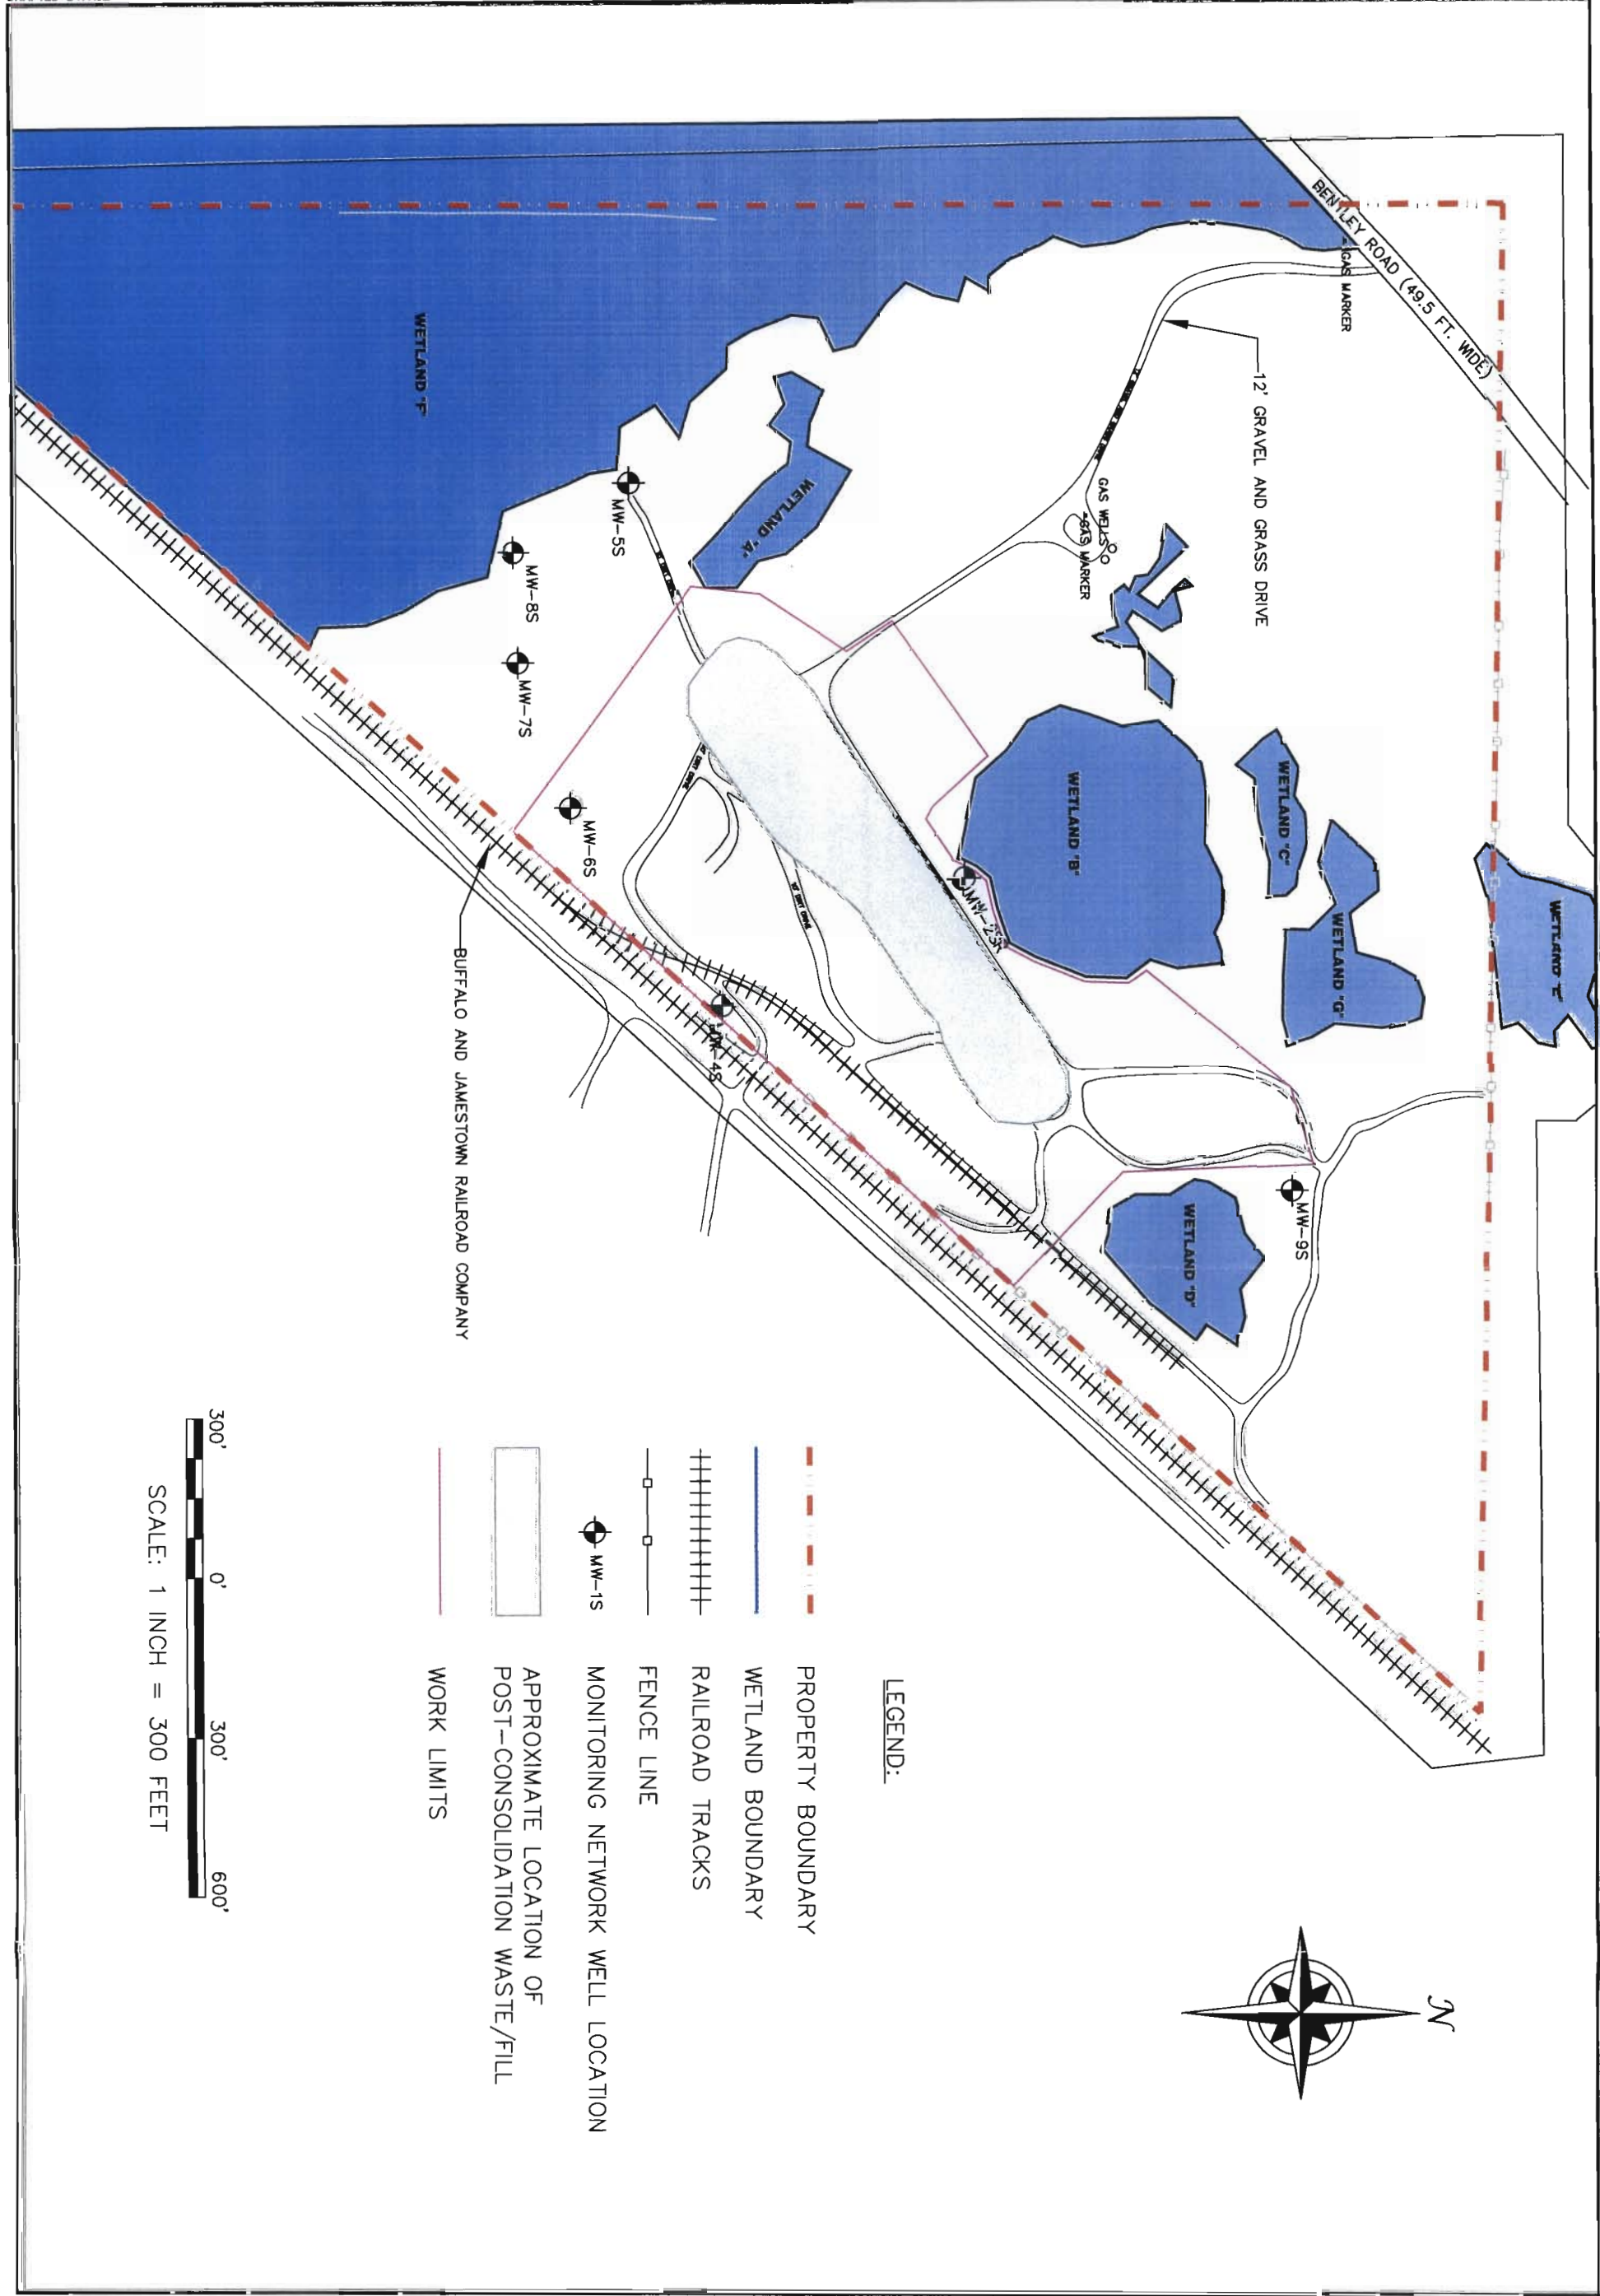 BENTLEY ROAD (49.5 FT. WIDE)
GAS MARKER
12' GRAVEL AND GRASS DRIVE
GAS WELLS
GAS MARKER
WETLAND "E"
WETLAND "C"
WETLAND "G"
WETLAND "B"
WETLAND "A"
WETLAND "F"
WETLAND "D"
MW-5S
MW-8S
MW-7S
MW-6S
MW-4S
MW-9S
10' DIRT DRIVE
BUFFALO AND JAMESTOWN RAILROAD COMPANY
N
LEGEND:
PROPERTY BOUNDARY
WETLAND BOUNDARY
RAILROAD TRACKS
FENCE LINE
MW-1S
MONITORING NETWORK WELL LOCATION
APPROXIMATE LOCATION OF
POST-CONSOLIDATION WASTE/FILL
WORK LIMITS
300' 0' 300' 600'
SCALE: 1 INCH = 300 FEET